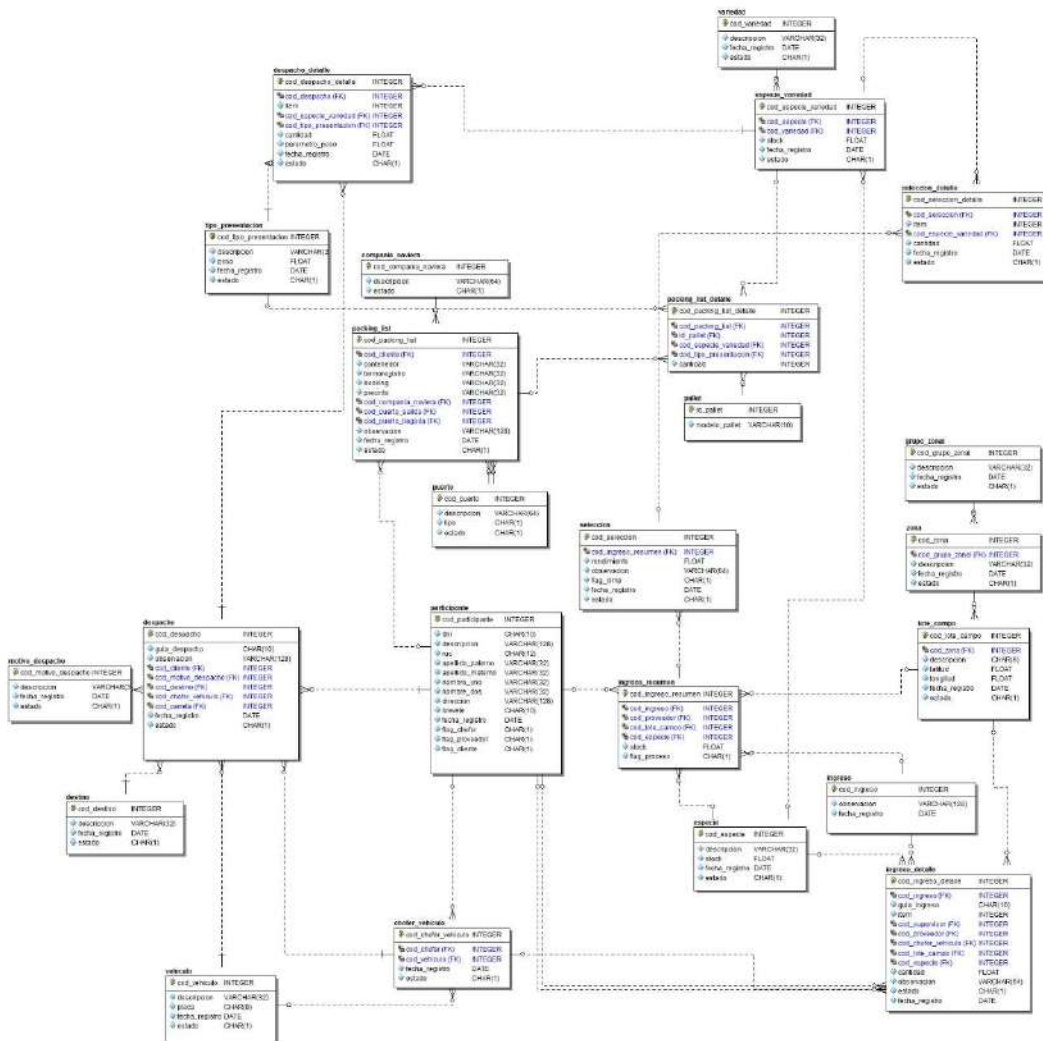 variedad
cod_variedad INTEGER
descripcion VARCHAR(32)
fecha_registro DATE
estado CHAR(1)
despacho_detalle
cod_despacho_detalle INTEGER
cod_despacho (FK) INTEGER
item INTEGER
cod_especie_variedad (FK) INTEGER
cod_tipo_presentacion (FK) INTEGER
cantidad FLOAT
parametro_peso FLOAT
fecha_registro DATE
estado CHAR(1)
especie_variedad
cod_especie_variedad INTEGER
cod_especie (FK) INTEGER
cod_variedad (FK) INTEGER
stock FLOAT
fecha_registro DATE
estado CHAR(1)
seleccion_detalle
cod_seleccion_detalle INTEGER
cod_seleccion (FK) INTEGER
item INTEGER
cod_especie_variedad (FK) INTEGER
cantidad FLOAT
fecha_registro DATE
estado CHAR(1)
tipo_presentacion
cod_tipo_presentacion INTEGER
descripcion
peso FLOAT
fecha_registro DATE
estado CHAR(1)
compania_naviera
cod_compania_naviera INTEGER
descripcion VARCHAR(64)
estado CHAR(1)
packing_list_detalle
cod_packing_list_detalle INTEGER
cod_packing_list (FK) INTEGER
id_pallet (FK) INTEGER
cod_especie_variedad (FK) INTEGER
cod_tipo_presentacion (FK) INTEGER
cantidad INTEGER
packing_list
cod_packing_list INTEGER
cod_cliente (FK) INTEGER
contenedor VARCHAR(32)
termoregistro VARCHAR(32)
booking VARCHAR(32)
precinto VARCHAR(32)
cod_compania_naviera (FK) INTEGER
cod_puerto_salida (FK) INTEGER
cod_puerto_llegada (FK) INTEGER
observacion VARCHAR(128)
fecha_registro DATE
estado CHAR(1)
pallet
id_pallet INTEGER
modelo_pallet VARCHAR(18)
puerto
cod_puerto INTEGER
descripcion VARCHAR(64)
tipo CHAR(1)
estado CHAR(1)
grupo_zonal
cod_grupo_zonal INTEGER
descripcion VARCHAR(32)
fecha_registro DATE
estado CHAR(1)
seleccion
cod_seleccion INTEGER
cod_ingreso_resumen (FK) INTEGER
rendimiento FLOAT
observacion VARCHAR(64)
CHAR(1)
fecha_registro DATE
estado CHAR(1)
zona
cod_zona INTEGER
cod_grupo_zonal (FK) INTEGER
descripcion VARCHAR(32)
fecha_registro DATE
estado CHAR(1)
participante
cod_participante INTEGER
dni CHAR(10)
descripcion VARCHAR(128)
ruc CHAR(12)
apellido_paterno VARCHAR(32)
apellido_materno VARCHAR(32)
nombre_uno VARCHAR(32)
nombre_dos VARCHAR(32)
direccion VARCHAR(128)
brevete CHAR(10)
fecha_registro DATE
flag_chofer CHAR(1)
flag_proveedor CHAR(1)
flag_cliente CHAR(1)
despacho
cod_despacho INTEGER
guia_despacho CHAR(10)
observacion VARCHAR(128)
cod_cliente (FK) INTEGER
cod_motivo_despacho (FK) INTEGER
cod_destino (FK) INTEGER
cod_chofer_vehiculo (FK) INTEGER
cod_carreta (FK) INTEGER
fecha_registro DATE
estado CHAR(1)
lote_campo
cod_lote_campo INTEGER
cod_zona (FK) INTEGER
descripcion CHAR(6)
latitud FLOAT
longitud FLOAT
fecha_registro DATE
estado CHAR(1)
motivo_despacho
cod_motivo_despacho INTEGER
descripcion
fecha_registro DATE
estado CHAR(1)
ingreso_resumen
cod_ingreso_resumen INTEGER
cod_ingreso (FK) INTEGER
cod_proveedor (FK) INTEGER
cod_lote_campo (FK) INTEGER
cod_especie (FK) INTEGER
stock FLOAT
flag_proceso CHAR(1)
ingreso
cod_ingreso INTEGER
observacion VARCHAR(128)
fecha_registro DATE
destino
cod_destino INTEGER
descripcion VARCHAR(32)
fecha_registro DATE
estado CHAR(1)
especie
cod_especie INTEGER
descripcion VARCHAR(32)
stock FLOAT
fecha_registro DATE
estado CHAR(1)
ingreso_detalle
cod_ingreso_detalle INTEGER
cod_ingreso (FK) INTEGER
guia_ingreso CHAR(10)
item INTEGER
cod_supervisor (FK) INTEGER
cod_proveedor (FK) INTEGER
cod_chofer_vehiculo (FK) INTEGER
cod_lote_campo (FK) INTEGER
cod_especie (FK) INTEGER
cantidad FLOAT
observacion VARCHAR(64)
estado CHAR(1)
fecha_registro DATE
chofer_vehiculo
cod_chofer_vehiculo INTEGER
cod_chofer (FK) INTEGER
cod_vehiculo (FK) INTEGER
fecha_registro DATE
estado CHAR(1)
vehiculo
cod_vehiculo INTEGER
descripcion VARCHAR(32)
placa CHAR(8)
fecha_registro DATE
estado CHAR(1)